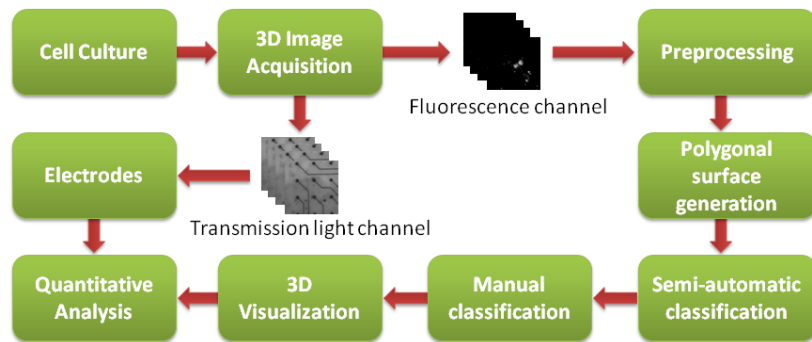 Cell Culture
3D Image
Acquisition
Fluorescence channel
Preprocessing
Electrodes
Transmission light channel
Polygonal
surface
generation
Quantitative
Analysis
3D
Visualization
Manual
classification
Semi-automatic
classification